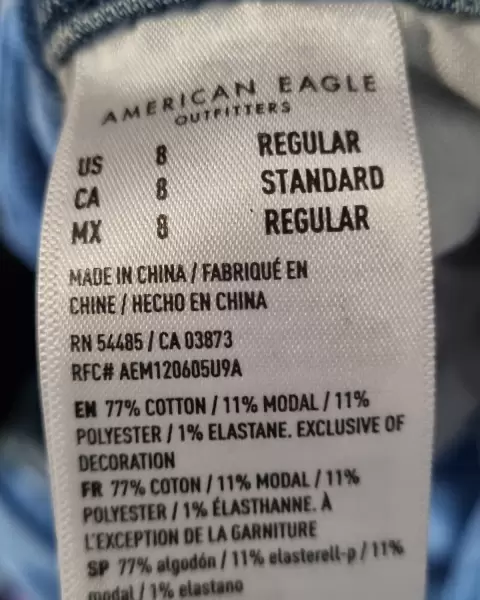 AMERICAN EAGLE
OUTFITTERS
US 8 REGULAR
CA 8 STANDARD
MX 8 REGULAR
MADE IN CHINA / FABRIQUÉ EN
CHINE / HECHO EN CHINA
RN 54485 / CA 03873
RFC# AEM120605U9A
EN 77% COTTON / 11% MODAL / 11%
POLYESTER / 1% ELASTANE. EXCLUSIVE OF
DECORATION
FR 77% COTON / 11% MODAL / 11%
POLYESTER / 1% ÉLASTHANNE. À
L'EXCEPTION DE LA GARNITURE
SP 77% algodón / 11% elasterell-p / 11%
modal / 1% elastano